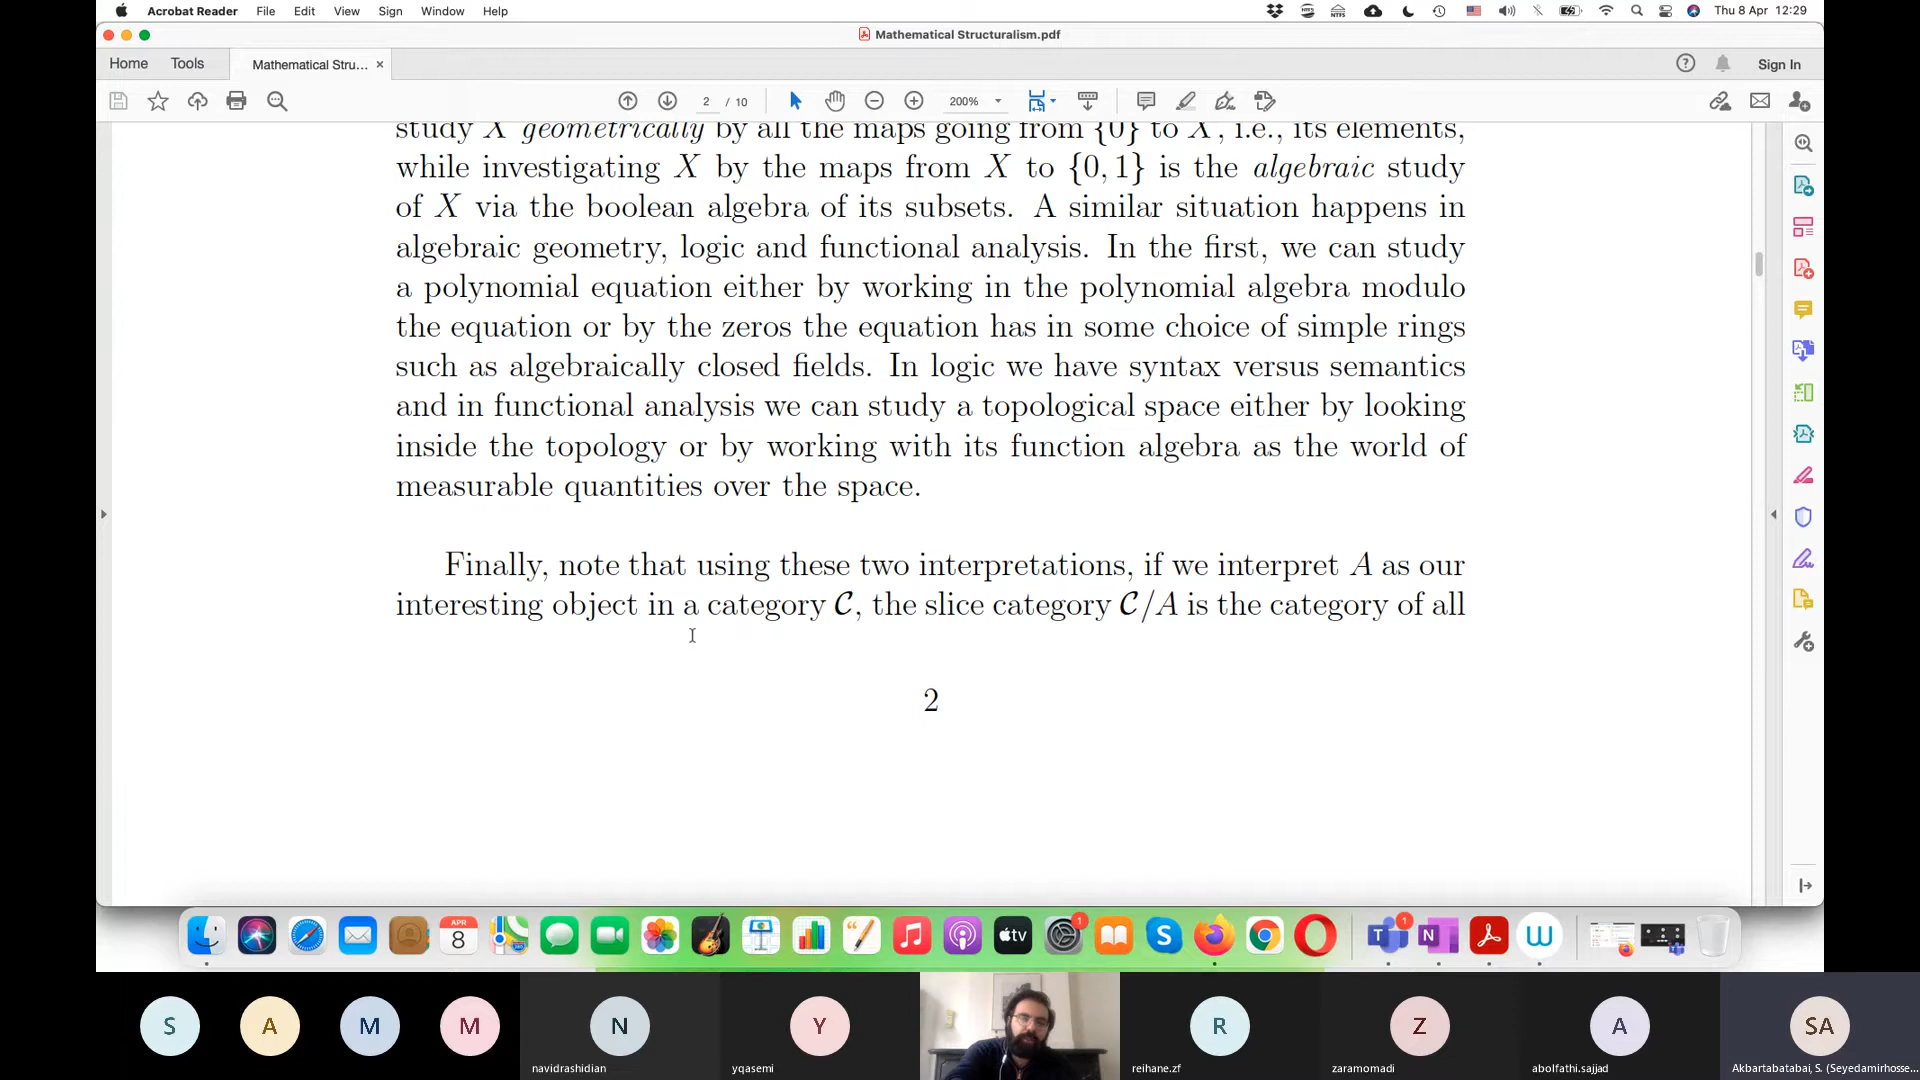 Acrobat Reader File Edit View Sign Window Help Thu 8 Apr 12:29
Mathematical Structuralism.pdf
Home Tools Mathematical Stru... × Sign In
2 / 10 200%
study X geometrically by all the maps going from {0} to X, i.e., its elements,
while investigating X by the maps from X to {0, 1} is the algebraic study
of X via the boolean algebra of its subsets. A similar situation happens in
algebraic geometry, logic and functional analysis. In the first, we can study
a polynomial equation either by working in the polynomial algebra modulo
the equation or by the zeros the equation has in some choice of simple rings
such as algebraically closed fields. In logic we have syntax versus semantics
and in functional analysis we can study a topological space either by looking
inside the topology or by working with its function algebra as the world of
measurable quantities over the space.
Finally, note that using these two interpretations, if we interpret A as our
interesting object in a category C, the slice category C/A is the category of all
2
APR
8
tv
1
S
1
N
W
S A M M N Y R Z A SA
navidrashidian yqasemi reihane.zf zaramomadi abolfathi.sajjad Akbartabatabai, S. (Seyedamirhosse...